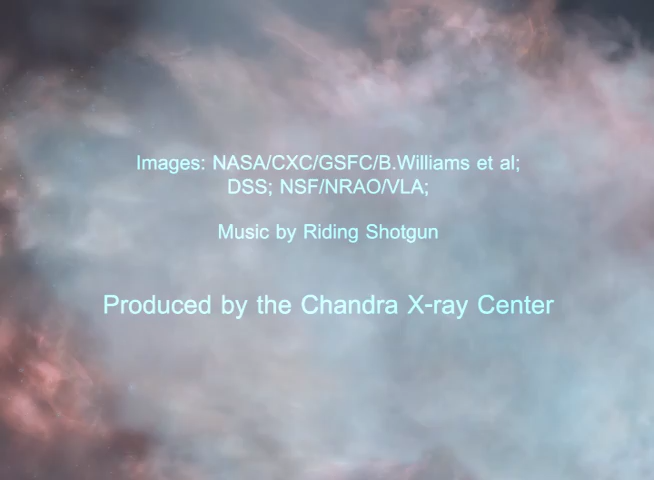 Images: NASA/CXC/GSFC/B.Williams et al;
DSS; NSF/NRAO/VLA;
Music by Riding Shotgun
Produced by the Chandra X-ray Center